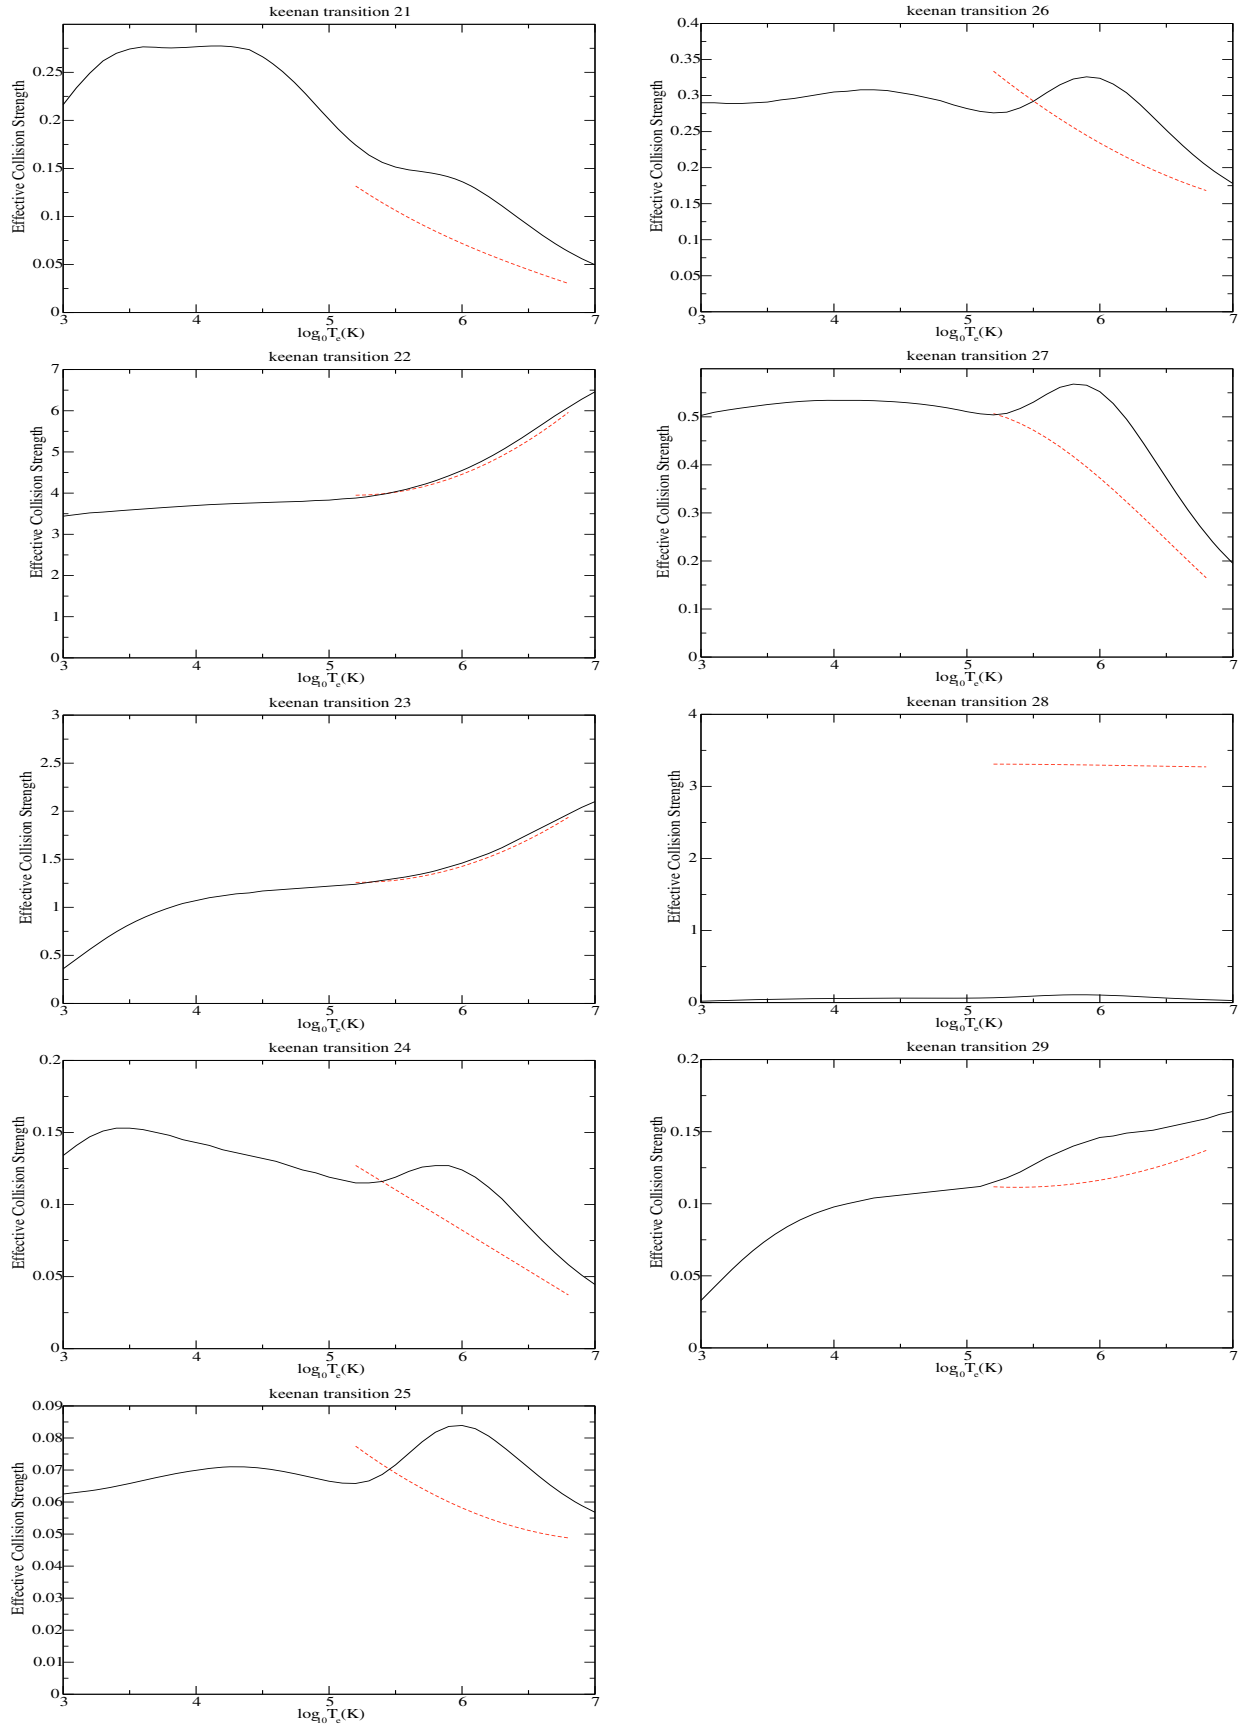 keenan transition 21
Effective Collision Strength
0.25
0.2
0.15
0.1
0.05
0
3 4 5 6 7
log10Te(K)
keenan transition 22
Effective Collision Strength
7
6
5
4
3
2
1
0
3 4 5 6 7
log10Te(K)
keenan transition 23
Effective Collision Strength
3
2.5
2
1.5
1
0.5
0
3 4 5 6 7
log10Te(K)
keenan transition 24
Effective Collision Strength
0.2
0.15
0.1
0.05
0
3 4 5 6 7
log10Te(K)
keenan transition 25
Effective Collision Strength
0.09
0.08
0.07
0.06
0.05
0.04
0.03
0.02
0.01
0
3 4 5 6 7
log10Te(K)
keenan transition 26
Effective Collision Strength
0.4
0.35
0.3
0.25
0.2
0.15
0.1
0.05
0
3 4 5 6 7
log10Te(K)
keenan transition 27
Effective Collision Strength
0.5
0.4
0.3
0.2
0.1
0
3 4 5 6 7
log10Te(K)
keenan transition 28
Effective Collision Strength
4
3
2
1
0
3 4 5 6 7
log10Te(K)
keenan transition 29
Effective Collision Strength
0.2
0.15
0.1
0.05
0
3 4 5 6 7
log10Te(K)